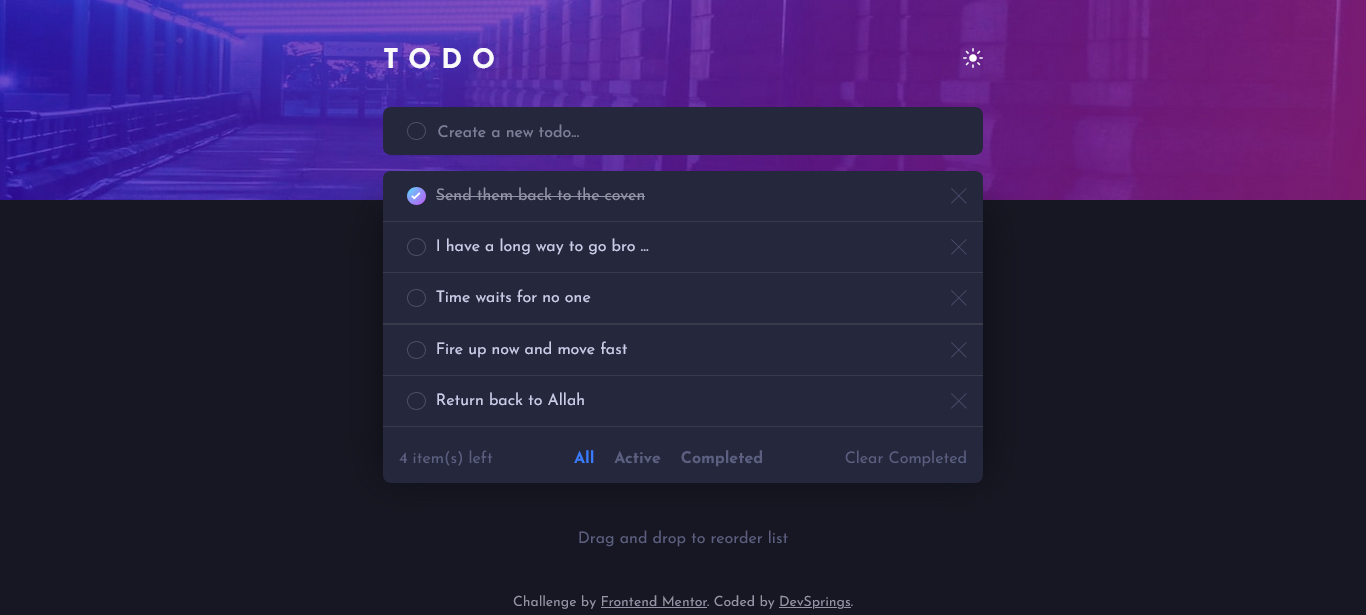 TODO
Create a new todo...
Send them back to the coven
I have a long way to go bro ...
Time waits for no one
Fire up now and move fast
Return back to Allah
4 item(s) left All Active Completed Clear Completed
Drag and drop to reorder list
Challenge by Frontend Mentor. Coded by DevSprings.